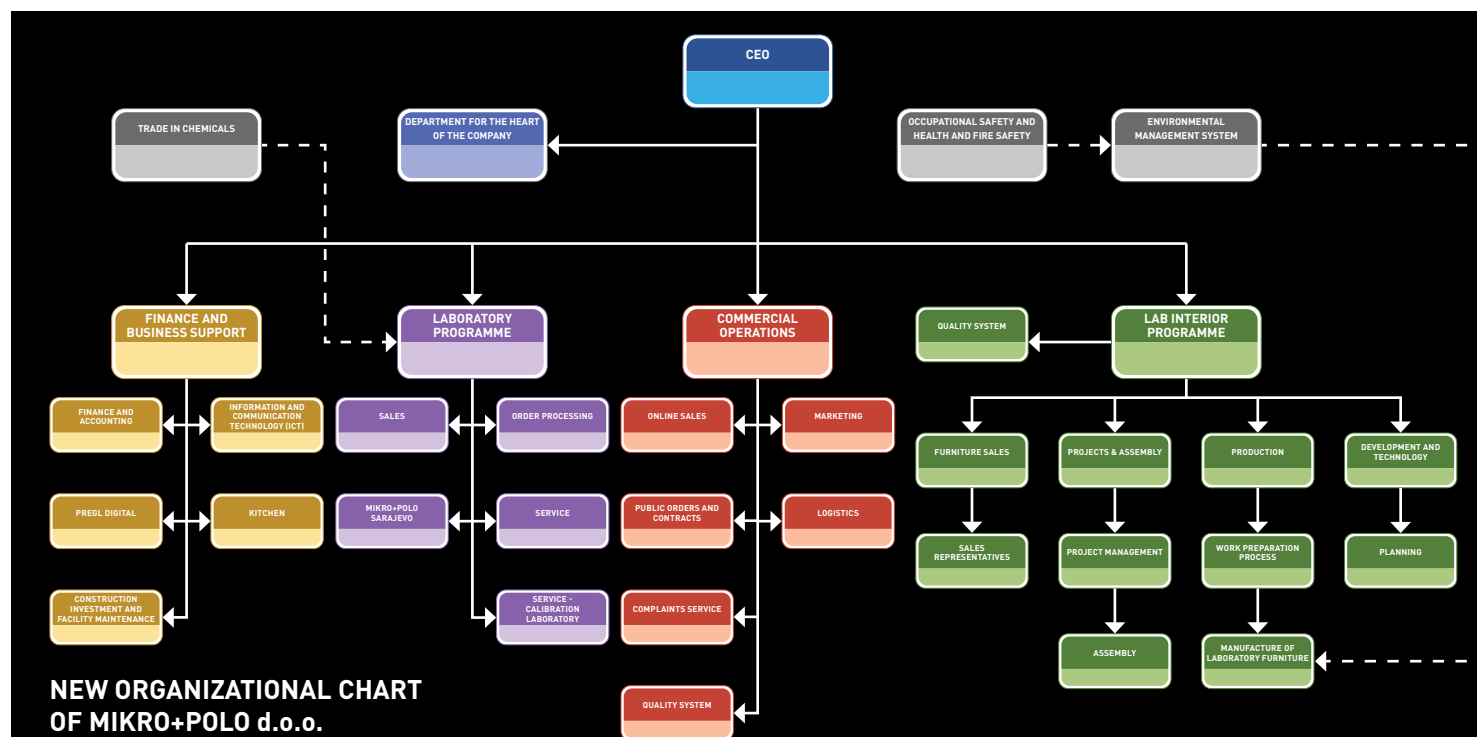 CEO
TRADE IN CHEMICALS
DEPARTMENT FOR THE HEART
OF THE COMPANY
OCCUPATIONAL SAFETY AND
HEALTH AND FIRE SAFETY
ENVIRONMENTAL
MANAGEMENT SYSTEM
FINANCE AND
BUSINESS SUPPORT
LABORATORY
PROGRAMME
COMMERCIAL
OPERATIONS
QUALITY SYSTEM
LAB INTERIOR
PROGRAMME
FINANCE AND
ACCOUNTING
INFORMATION AND
COMMUNICATION
TECHNOLOGY (ICT)
SALES
ORDER PROCESSING
ONLINE SALES
MARKETING
FURNITURE SALES
PROJECTS & ASSEMBLY
PRODUCTION
DEVELOPMENT AND
TECHNOLOGY
PREGL DIGITAL
KITCHEN
MIKRO+POLO
SARAJEVO
SERVICE
PUBLIC ORDERS AND
CONTRACTS
LOGISTICS
SALES
REPRESENTATIVES
PROJECT MANAGEMENT
WORK PREPARATION
PROCESS
PLANNING
CONSTRUCTION
INVESTMENT AND
FACILITY MAINTENANCE
SERVICE -
CALIBRATION
LABORATORY
COMPLAINTS SERVICE
ASSEMBLY
MANUFACTURE OF
LABORATORY FURNITURE
QUALITY SYSTEM
NEW ORGANIZATIONAL CHART
OF MIKRO+POLO d.o.o.